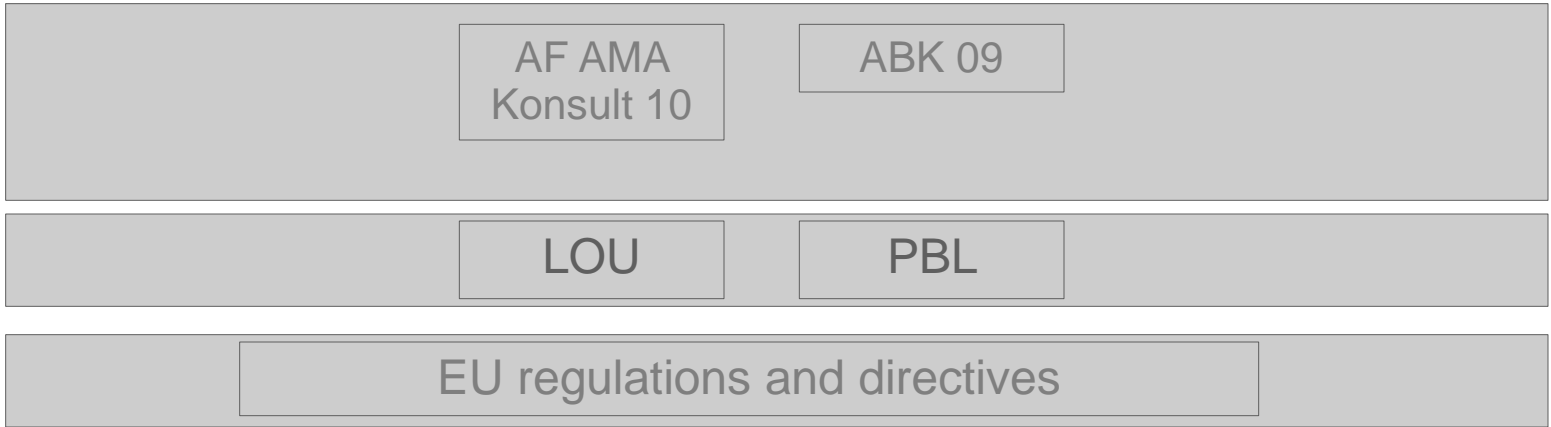 AF AMA
Konsult 10
ABK 09
LOU
PBL
EU regulations and directives